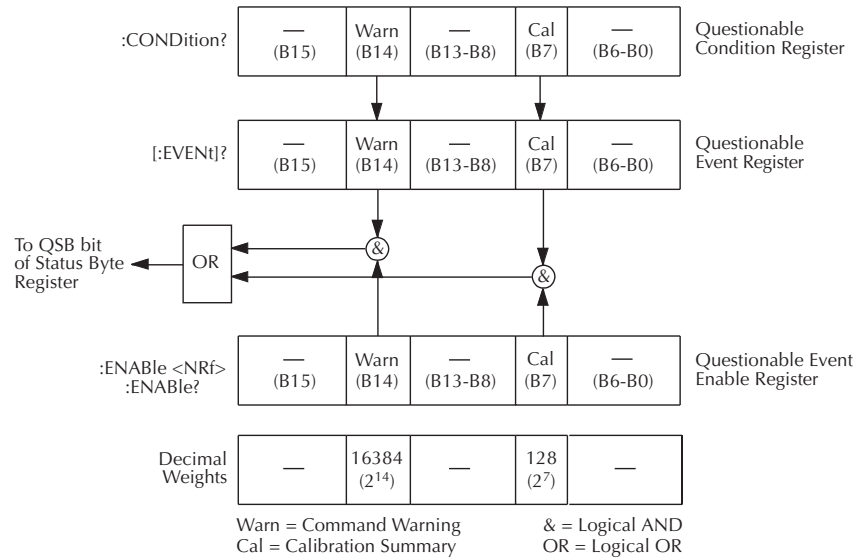 :CONDition?
— Warn — Cal —
(B15) (B14) (B13-B8) (B7) (B6-B0)
Questionable
Condition Register
[:EVENt]?
— Warn — Cal —
(B15) (B14) (B13-B8) (B7) (B6-B0)
Questionable
Event Register
&
To QSB bit
of Status Byte
Register
OR
&
:ENABle <NRf>
:ENABle?
— Warn — Cal —
(B15) (B14) (B13-B8) (B7) (B6-B0)
Questionable Event
Enable Register
Decimal
Weights
— 16384 — 128 —
(2¹⁴) (2⁷)
Warn = Command Warning
Cal = Calibration Summary
& = Logical AND
OR = Logical OR